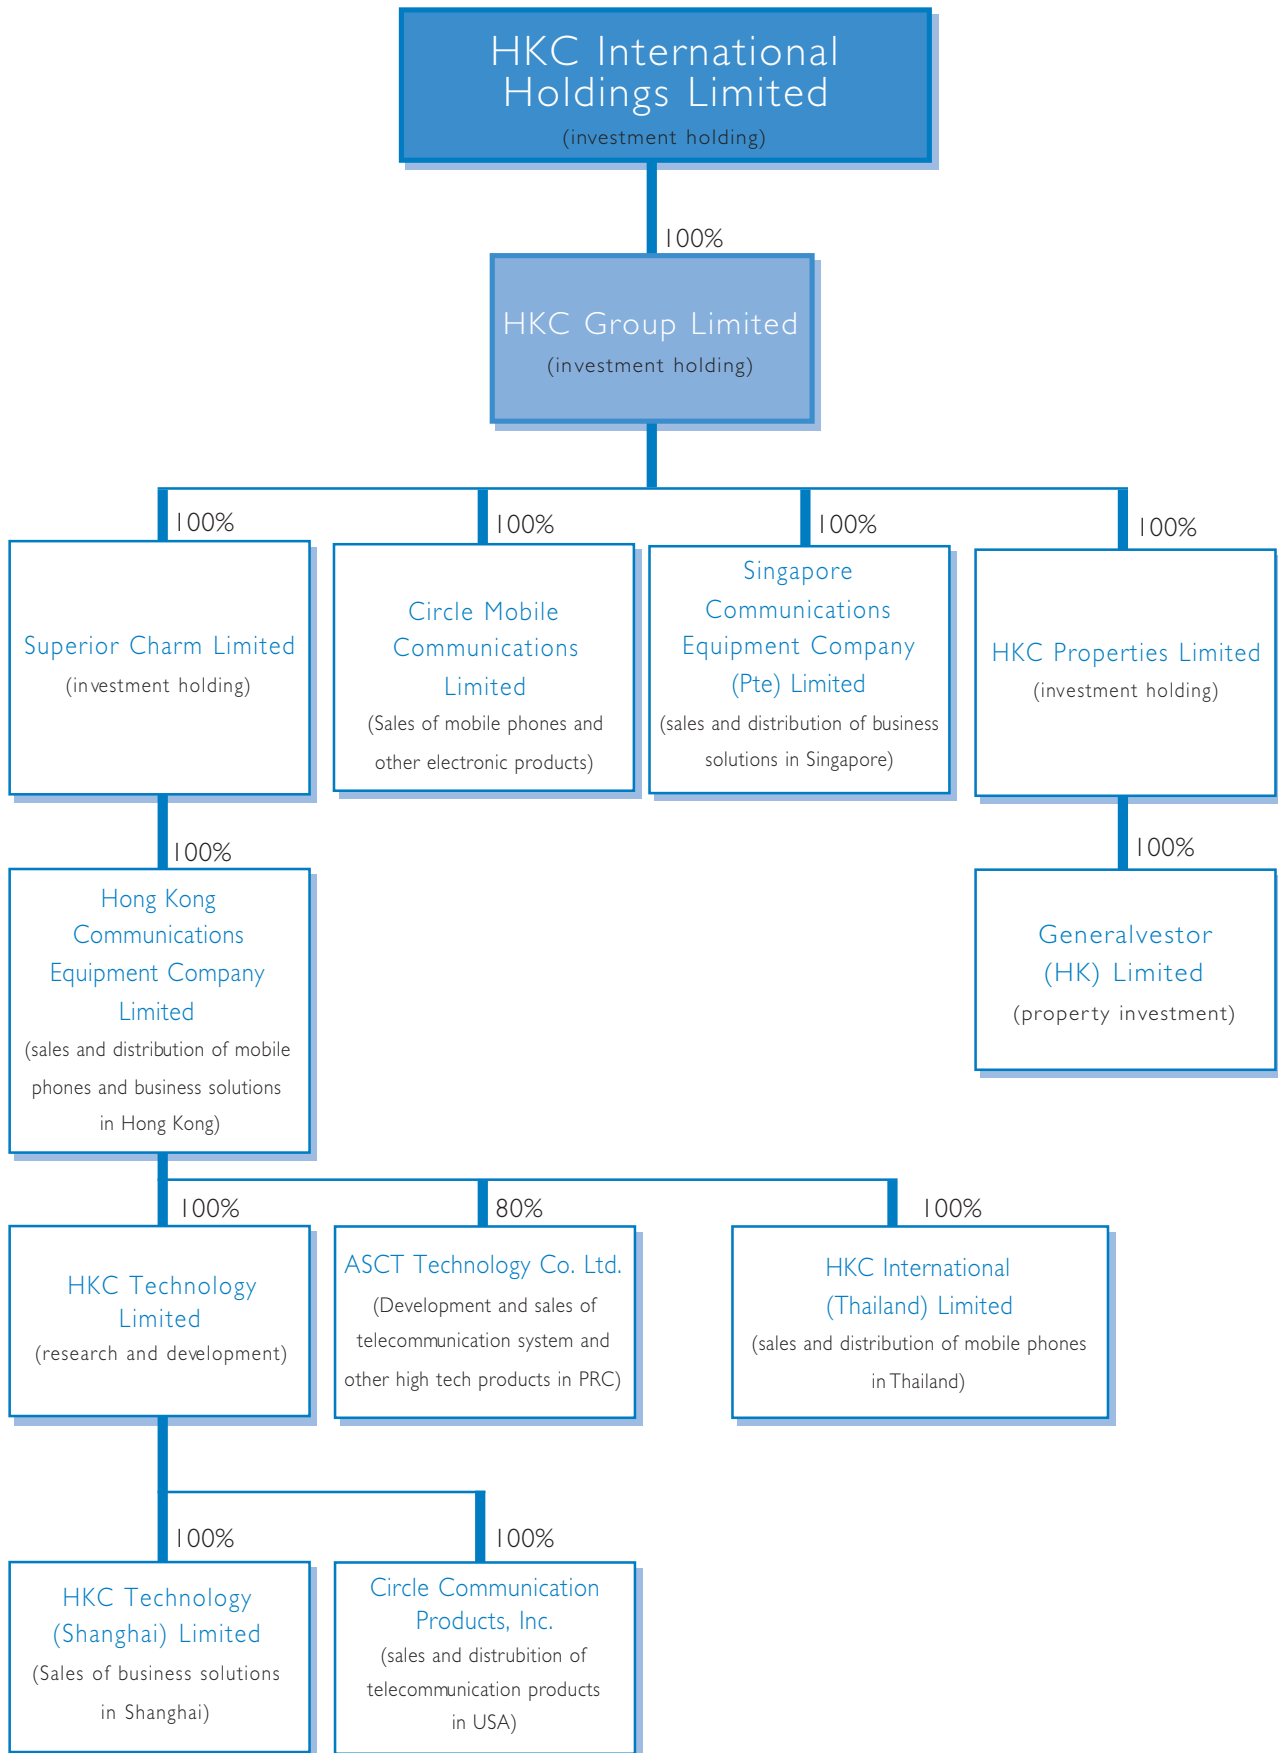 HKC International
Holdings Limited
(investment holding)
100%
HKC Group Limited
(investment holding)
100%
100%
100%
100%
Superior Charm Limited
(investment holding)
Circle Mobile
Communications
Limited
(Sales of mobile phones and
other electronic products)
Singapore
Communications
Equipment Company
(Pte) Limited
(sales and distribution of business
solutions in Singapore)
HKC Properties Limited
(investment holding)
100%
100%
Hong Kong
Communications
Equipment Company
Limited
(sales and distribution of mobile
phones and business solutions
in Hong Kong)
Generalvestor
(HK) Limited
(property investment)
100%
80%
100%
HKC Technology
Limited
(research and development)
ASCT Technology Co. Ltd.
(Development and sales of
telecommunication system and
other high tech products in PRC)
HKC International
(Thailand) Limited
(sales and distribution of mobile phones
in Thailand)
100%
100%
HKC Technology
(Shanghai) Limited
(Sales of business solutions
in Shanghai)
Circle Communication
Products, Inc.
(sales and distrubition of
telecommunication products
in USA)